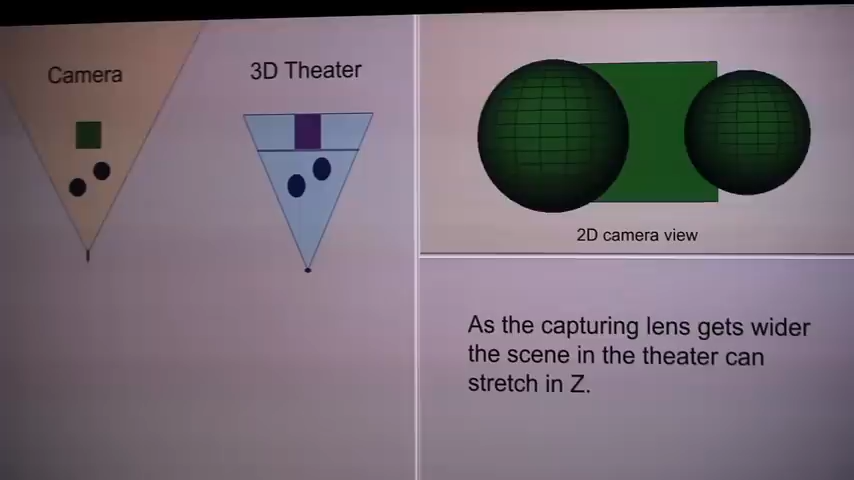 Camera
3D Theater
2D camera view
As the capturing lens gets wider
the scene in the theater can
stretch in Z.